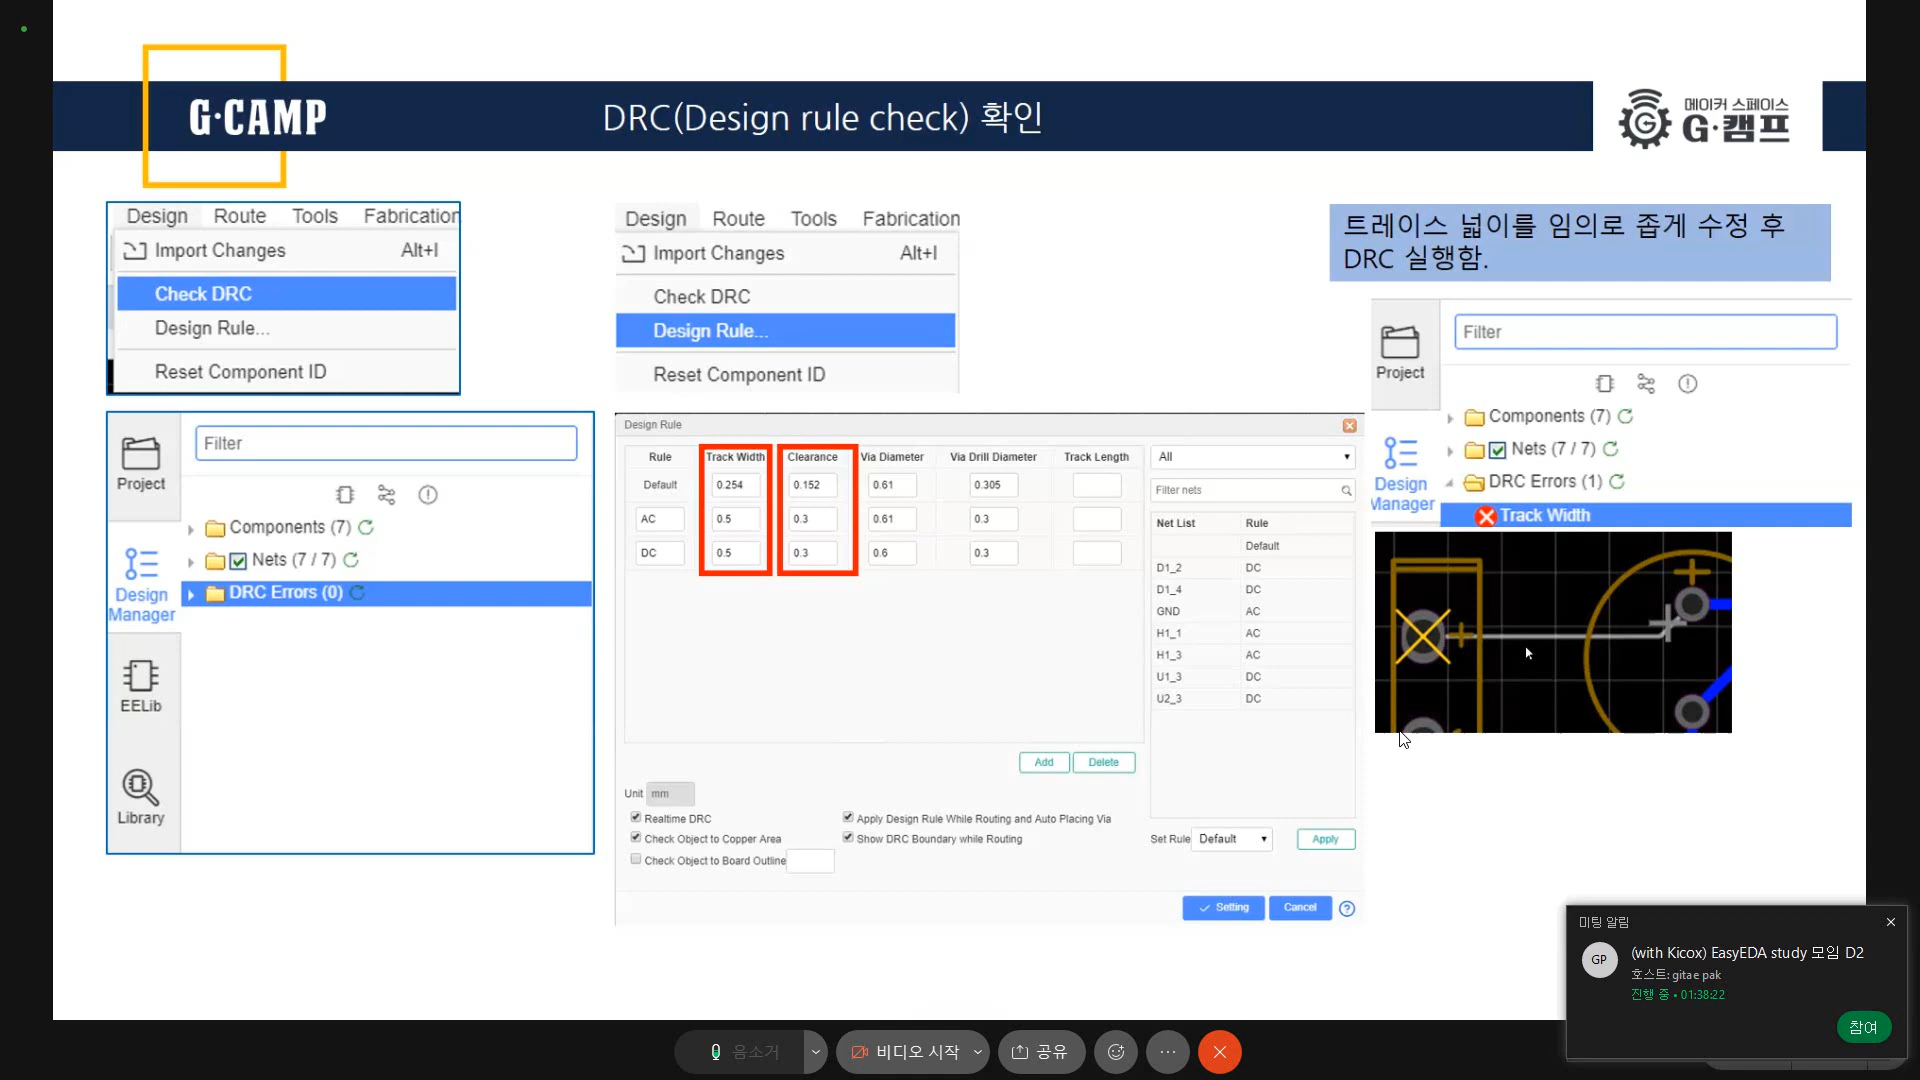 G·CAMP
DRC(Design rule check) 확인
메이커 스페이스
G·캠프
Design Route Tools Fabrication
Import Changes Alt+I
Check DRC
Design Rule...
Reset Component ID
Design Route Tools Fabrication
Import Changes Alt+I
Check DRC
Design Rule...
Reset Component ID
트레이스 넓이를 임의로 좁게 수정 후
DRC 실행함.
Project
Design
Manager
EELib
Library
Filter
Components (7)
Nets (7 / 7)
DRC Errors (0)
Design Rule
Rule Track Width Clearance Via Diameter Via Drill Diameter Track Length
Default 0.254 0.152 0.61 0.305
AC 0.5 0.3 0.61 0.3
DC 0.5 0.3 0.6 0.3
Add Delete
Unit mm
Realtime DRC
Check Object to Copper Area
Check Object to Board Outline
Apply Design Rule While Routing and Auto Placing Via
Show DRC Boundary while Routing
All
Filter nets
Net List Rule
Default
D1_2 DC
D1_4 DC
GND AC
H1_1 AC
H1_3 AC
U1_3 DC
U2_3 DC
Set Rule Default Apply
Setting Cancel ?
Project
Design
Manager
Filter
Components (7)
Nets (7 / 7)
DRC Errors (1)
Track Width
미팅 알림
GP
(with Kicox) EasyEDA study 모임 D2
호스트: gitae pak
진행 중 • 01:38:22
참여
음소거
비디오 시작
공유